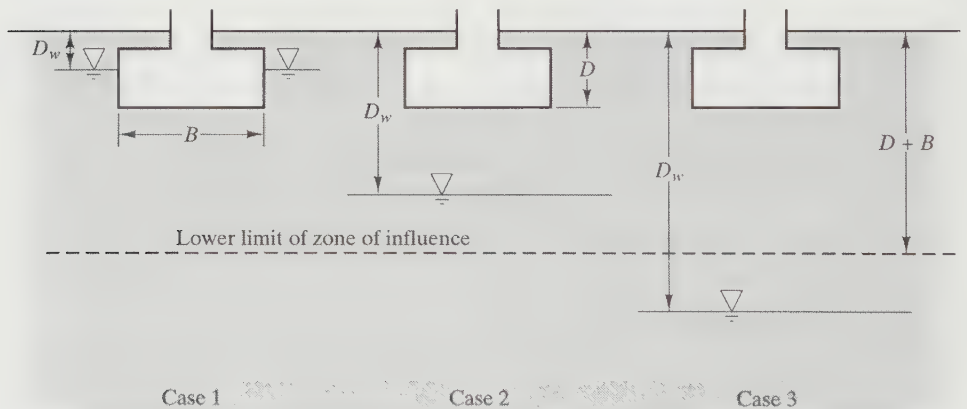 D_w
D
B
D_w
D + B
D_w
Lower limit of zone of influence
Case 1
Case 2
Case 3